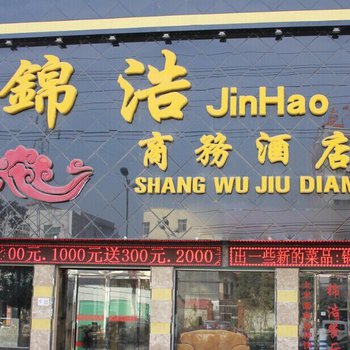 錦浩 JinHao
商務酒店
SHANG WU JIU DIAN
00元.1000元送300元.2000
出一些新的菜品:锅